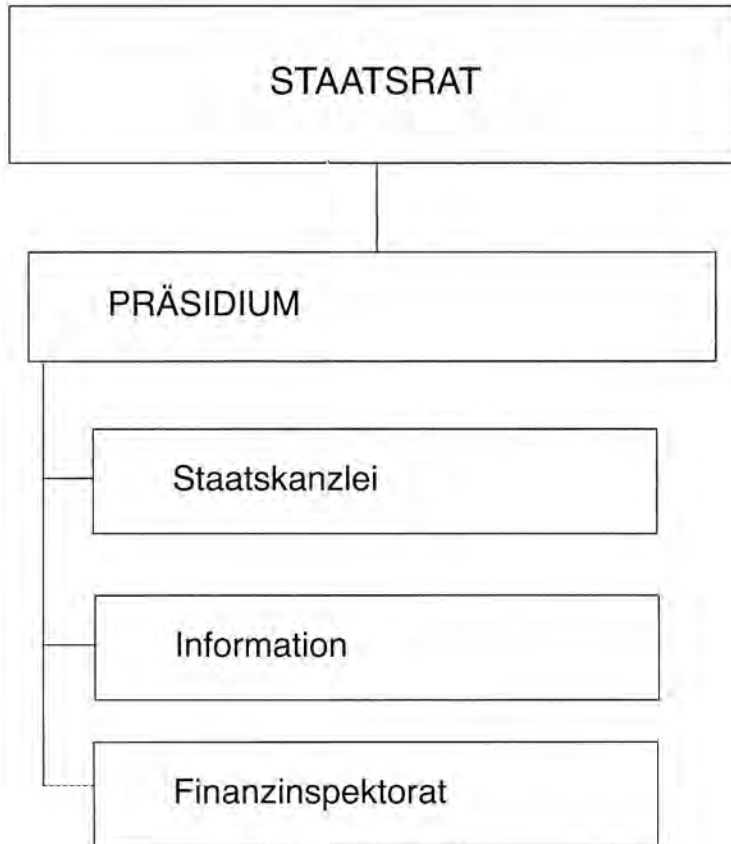 STAATSRAT
PRÄSIDIUM
Staatskanzlei
Information
Finanzinspektorat